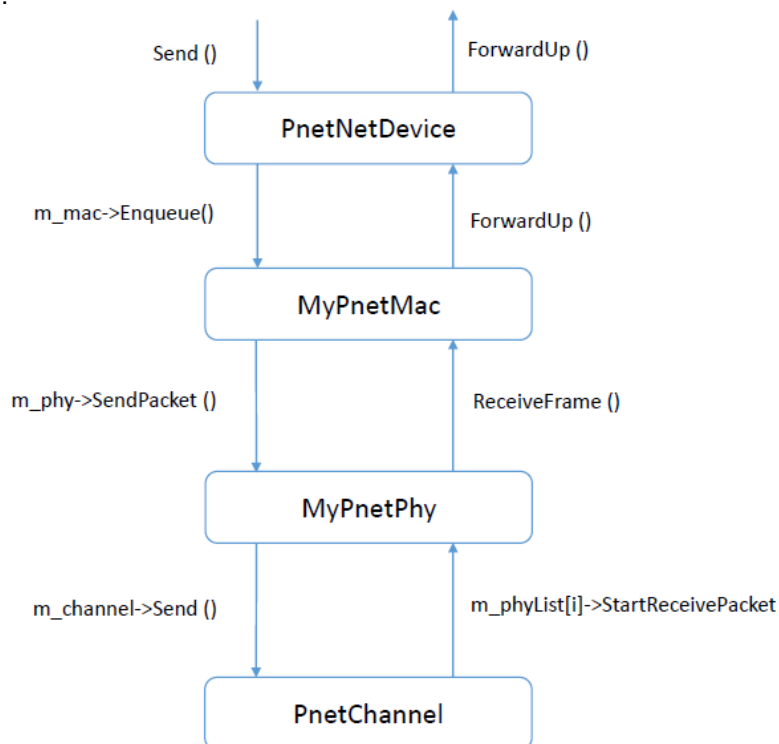 .
Send ()
ForwardUp ()
PnetNetDevice
m_mac->Enqueue()
ForwardUp ()
MyPnetMac
m_phy->SendPacket ()
ReceiveFrame ()
MyPnetPhy
m_channel->Send ()
m_phyList[i]->StartReceivePacket
PnetChannel